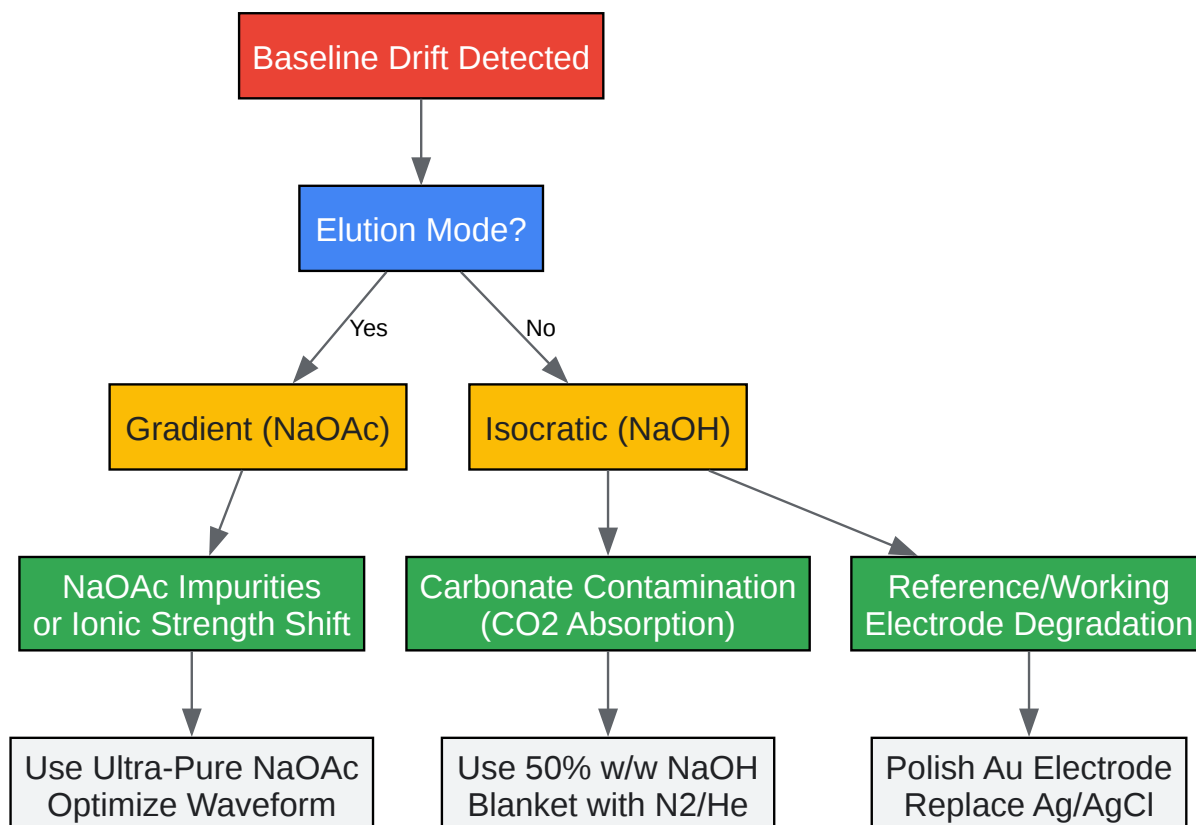 Baseline Drift Detected
Elution Mode?
Yes
No
Gradient (NaOAc)
Isocratic (NaOH)
NaOAc Impurities
or Ionic Strength Shift
Carbonate Contamination
(CO2 Absorption)
Reference/Working
Electrode Degradation
Use Ultra-Pure NaOAc
Optimize Waveform
Use 50% w/w NaOH
Blanket with N2/He
Polish Au Electrode
Replace Ag/AgCl